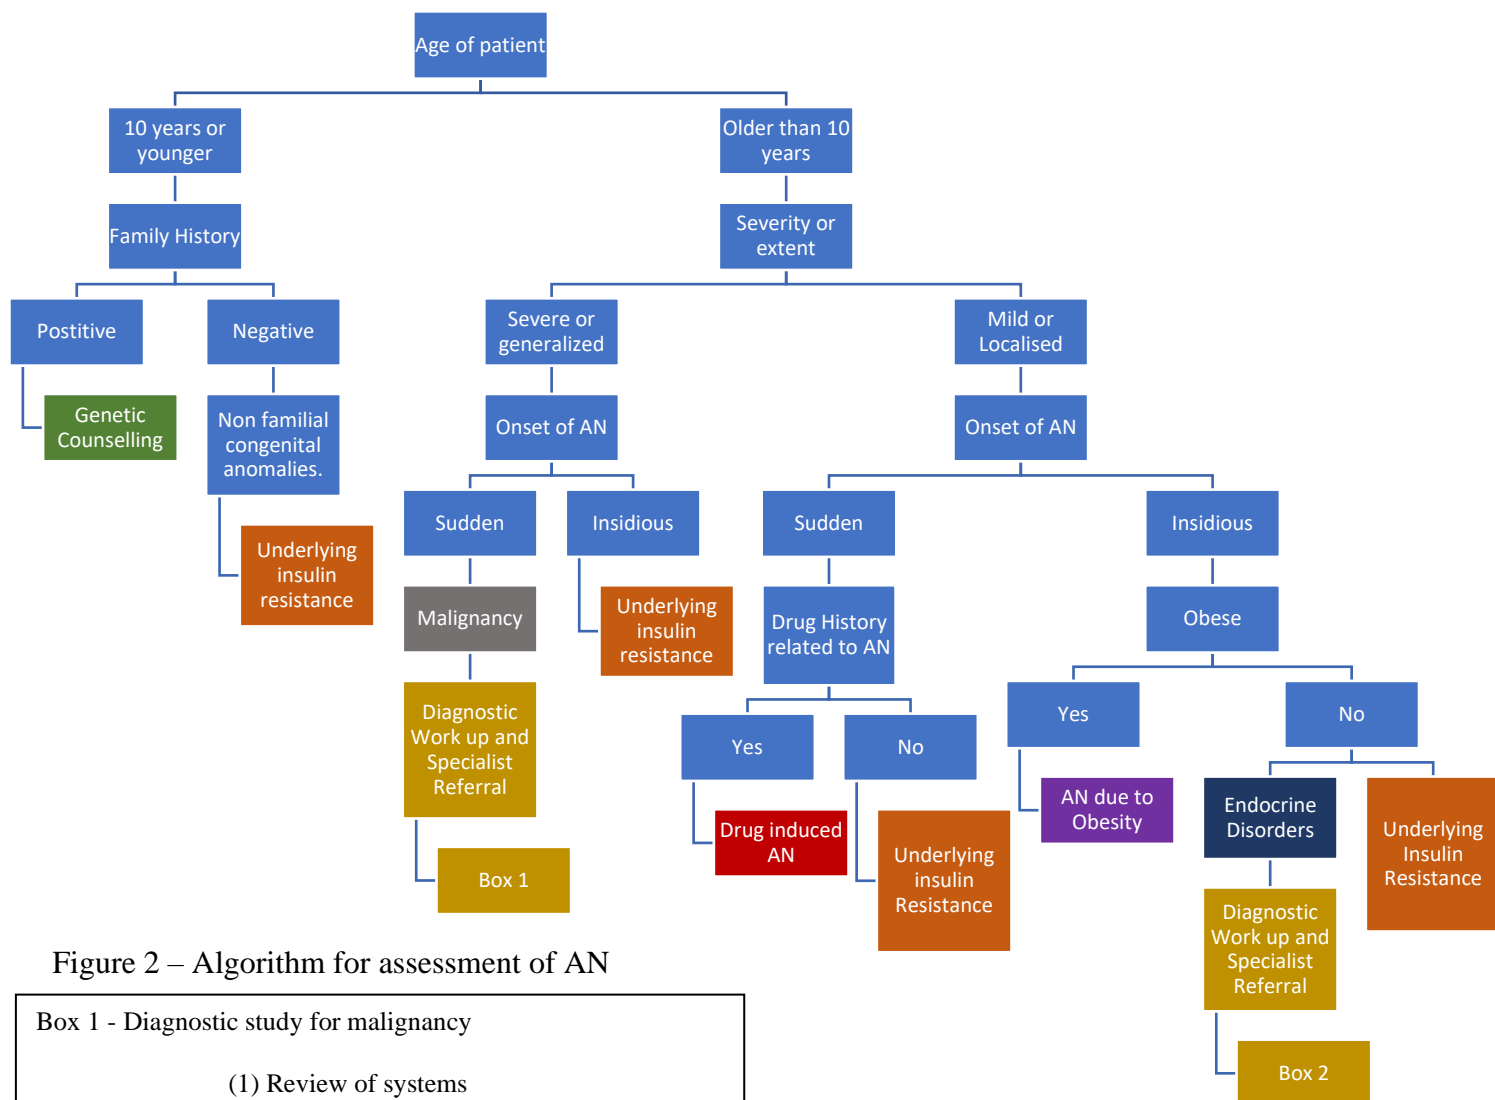 Age of patient
10 years or
younger
Older than 10
years
Family History
Severity or
extent
Postitive
Negative
Severe or
generalized
Mild or
Localised
Genetic
Counselling
Non familial
congenital
anomalies.
Onset of AN
Onset of AN
Underlying
insulin
resistance
Sudden
Insidious
Sudden
Insidious
Malignancy
Underlying
insulin
resistance
Drug History
related to AN
Obese
Diagnostic
Work up and
Specialist
Referral
Yes
No
Yes
No
Box 1
Drug induced
AN
Underlying
insulin
Resistance
AN due to
Obesity
Endocrine
Disorders
Underlying
Insulin
Resistance
Diagnostic
Work up and
Specialist
Referral
Box 2
Figure 2 – Algorithm for assessment of AN
Box 1 - Diagnostic study for malignancy
(1) Review of systems